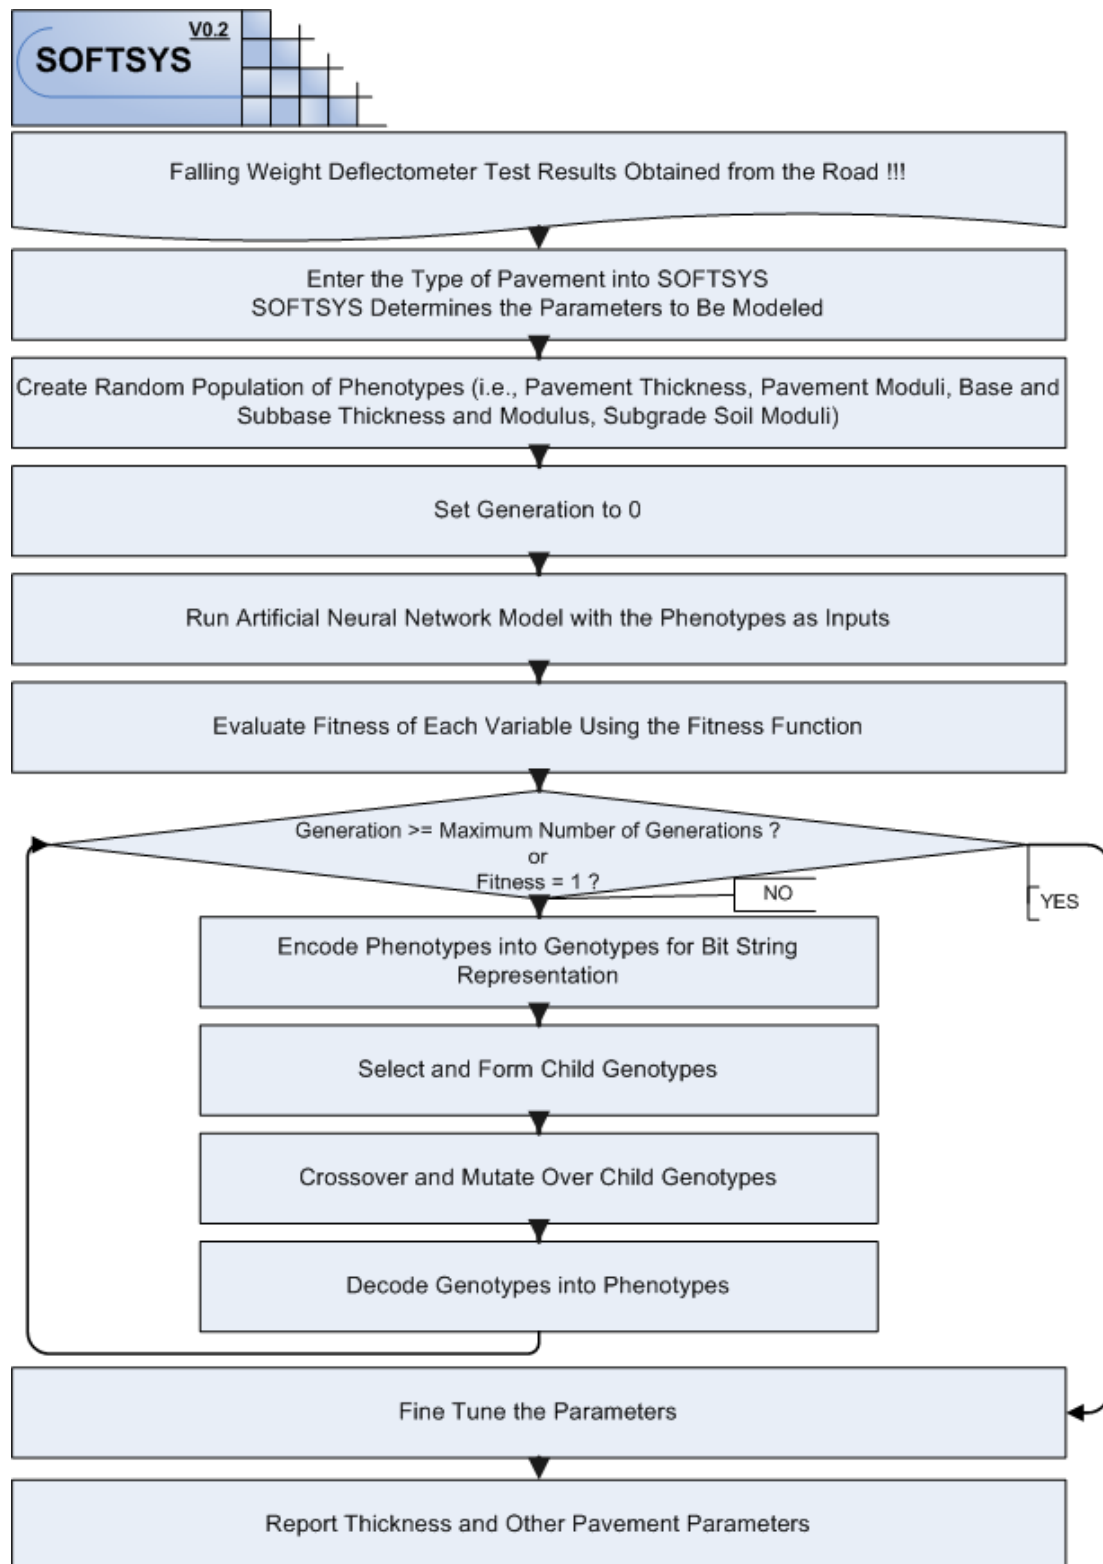 V0.2
SOFTSYS
Falling Weight Deflectometer Test Results Obtained from the Road !!!
Enter the Type of Pavement into SOFTSYS
SOFTSYS Determines the Parameters to Be Modeled
Create Random Population of Phenotypes (i.e., Pavement Thickness, Pavement Moduli, Base and
Subbase Thickness and Modulus, Subgrade Soil Moduli)
Set Generation to 0
Run Artificial Neural Network Model with the Phenotypes as Inputs
Evaluate Fitness of Each Variable Using the Fitness Function
Generation >= Maximum Number of Generations ?
or
Fitness = 1 ?
NO
YES
Encode Phenotypes into Genotypes for Bit String
Representation
Select and Form Child Genotypes
Crossover and Mutate Over Child Genotypes
Decode Genotypes into Phenotypes
Fine Tune the Parameters
Report Thickness and Other Pavement Parameters